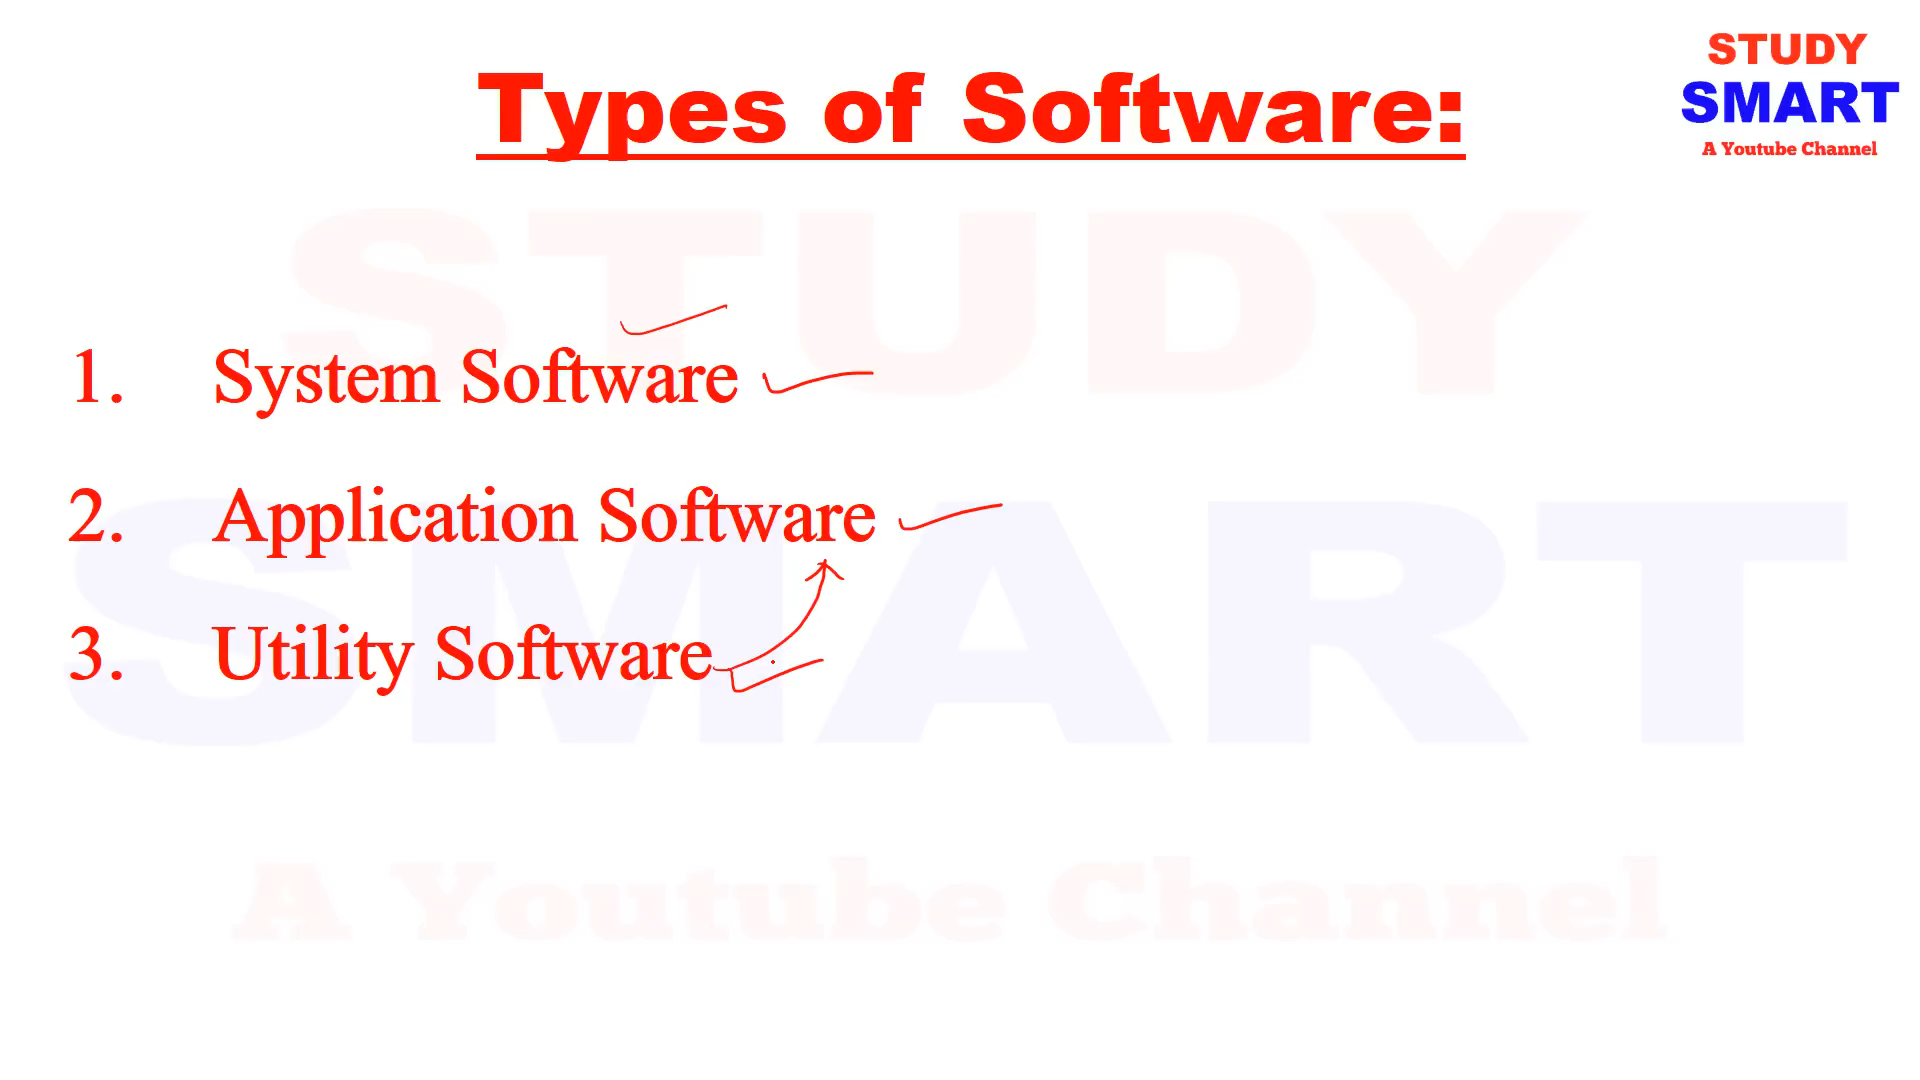 Types of Software:
STUDY
SMART
A Youtube Channel
1. System Software
2. Application Software
3. Utility Software
STUDY
SMART
A Youtube Channel